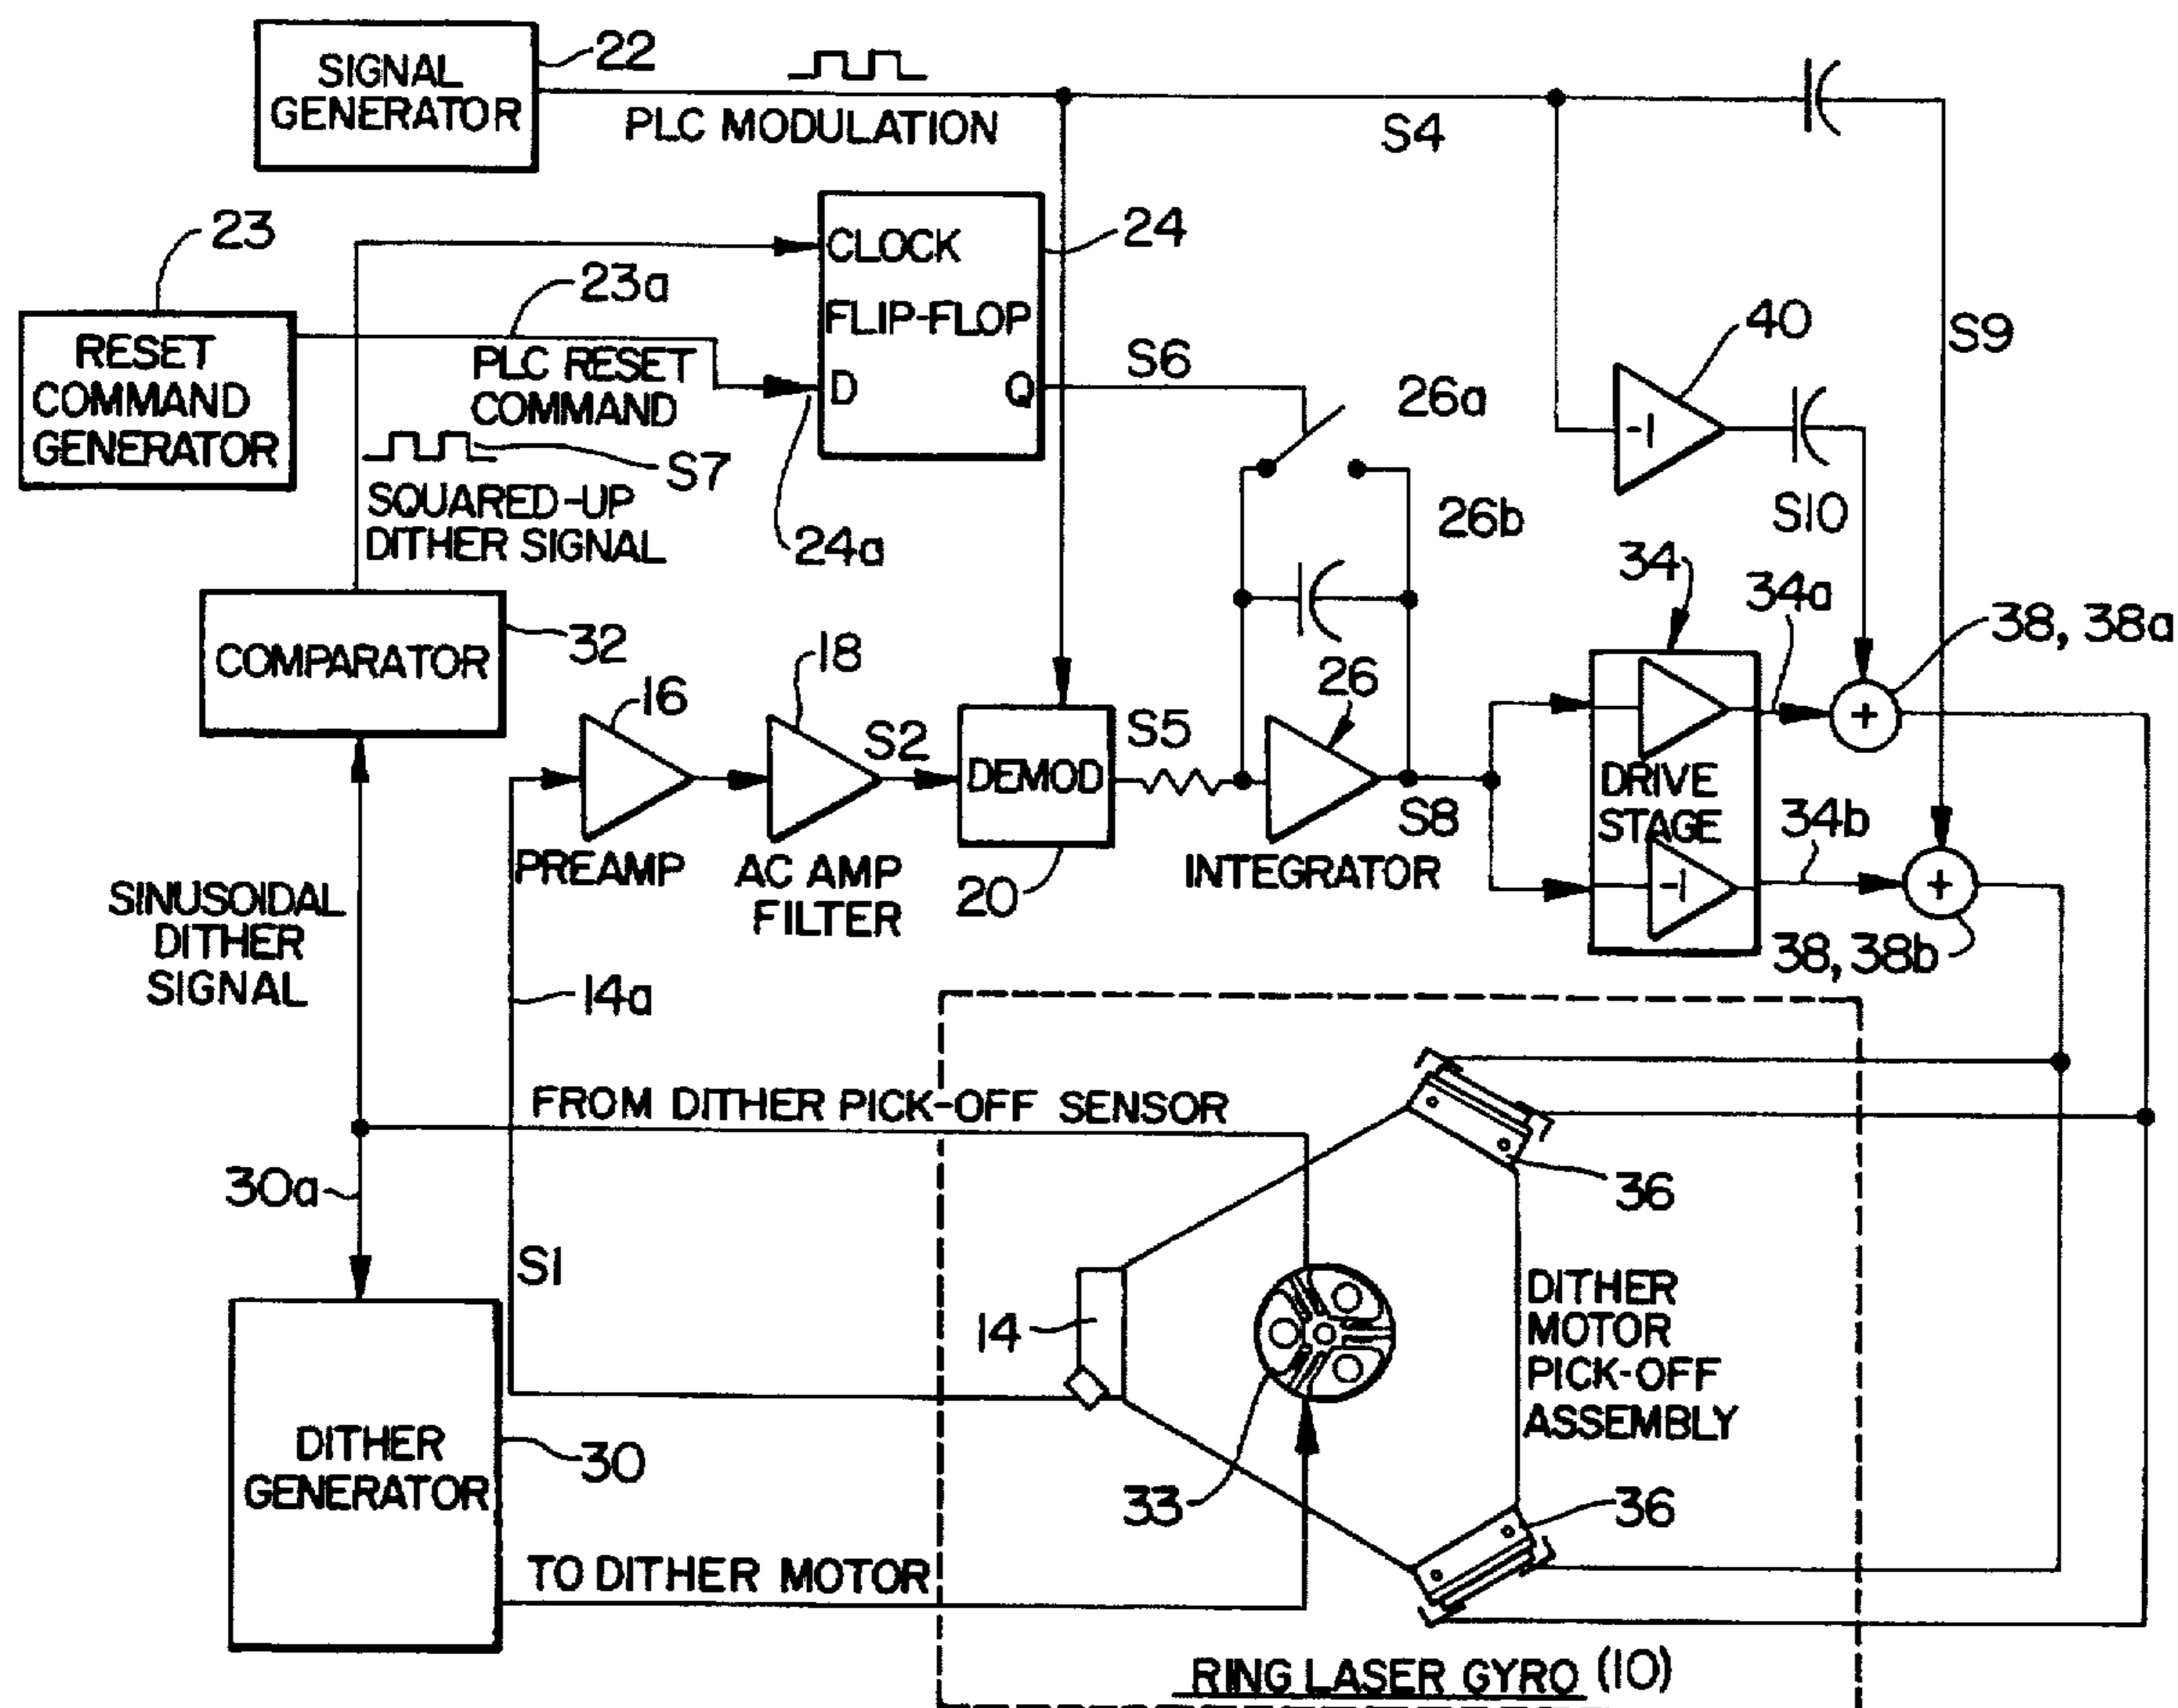 SIGNAL
GENERATOR
22
PLC MODULATION
S4
23
RESET
COMMAND
GENERATOR
23a
PLC RESET
COMMAND
S7
SQUARED-UP
DITHER SIGNAL
CLOCK
FLIP-FLOP
D
Q
24
24a
S6
26a
26b
40
-1
S9
S10
34
34a
38, 38a
COMPARATOR
32
16
18
S2
DEMOD
S5
26
S8
DRIVE
STAGE
-1
34b
+
+
38, 38b
PREAMP
AC AMP
FILTER
20
INTEGRATOR
SINUSOIDAL
DITHER
SIGNAL
14a
FROM DITHER PICK-OFF SENSOR
30a
S1
14
36
DITHER
MOTOR
PICK-OFF
ASSEMBLY
33
36
DITHER
GENERATOR
30
TO DITHER MOTOR
RING LASER GYRO (10)